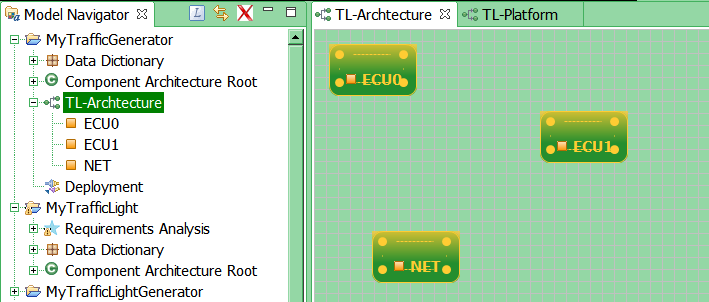 Model Navigator
L
MyTrafficGenerator
Data Dictionary
Component Architecture Root
TL-Archtecture
ECU0
ECU1
NET
Deployment
MyTrafficLight
Requirements Analysis
Data Dictionary
Component Architecture Root
MyTrafficLightGenerator
TL-Archtecture
TL-Platform
ECU0
ECU1
NET